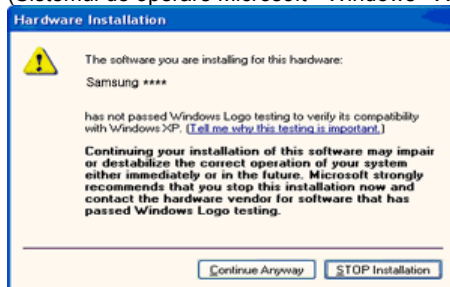 (Sistemul de operare Microsoft Windows
Hardware Installation
The software you are installing for this hardware:
Samsung ****
has not passed Windows Logo testing to verify its compatibility
with Windows XP. (Tell me why this testing is important.)
Continuing your installation of this software may impair
or destabilize the correct operation of your system
either immediately or in the future. Microsoft strongly
recommends that you stop this installation now and
contact the hardware vendor for software that has
passed Windows Logo testing.
Continue Anyway STOP Installation